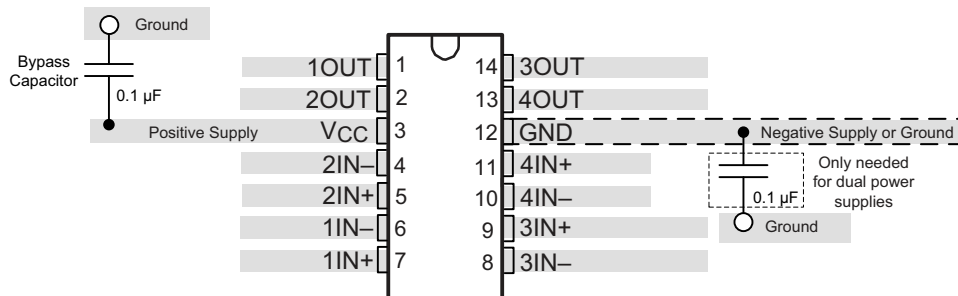 Ground
Bypass
Capacitor
0.1 µF
Positive Supply
1OUT 1 14 3OUT
2OUT 2 13 4OUT
VCC 3 12 GND
Negative Supply or Ground
2IN– 4 11 4IN+
2IN+ 5 10 4IN–
1IN– 6 9 3IN+
1IN+ 7 8 3IN–
Only needed
for dual power
supplies
0.1 µF
Ground